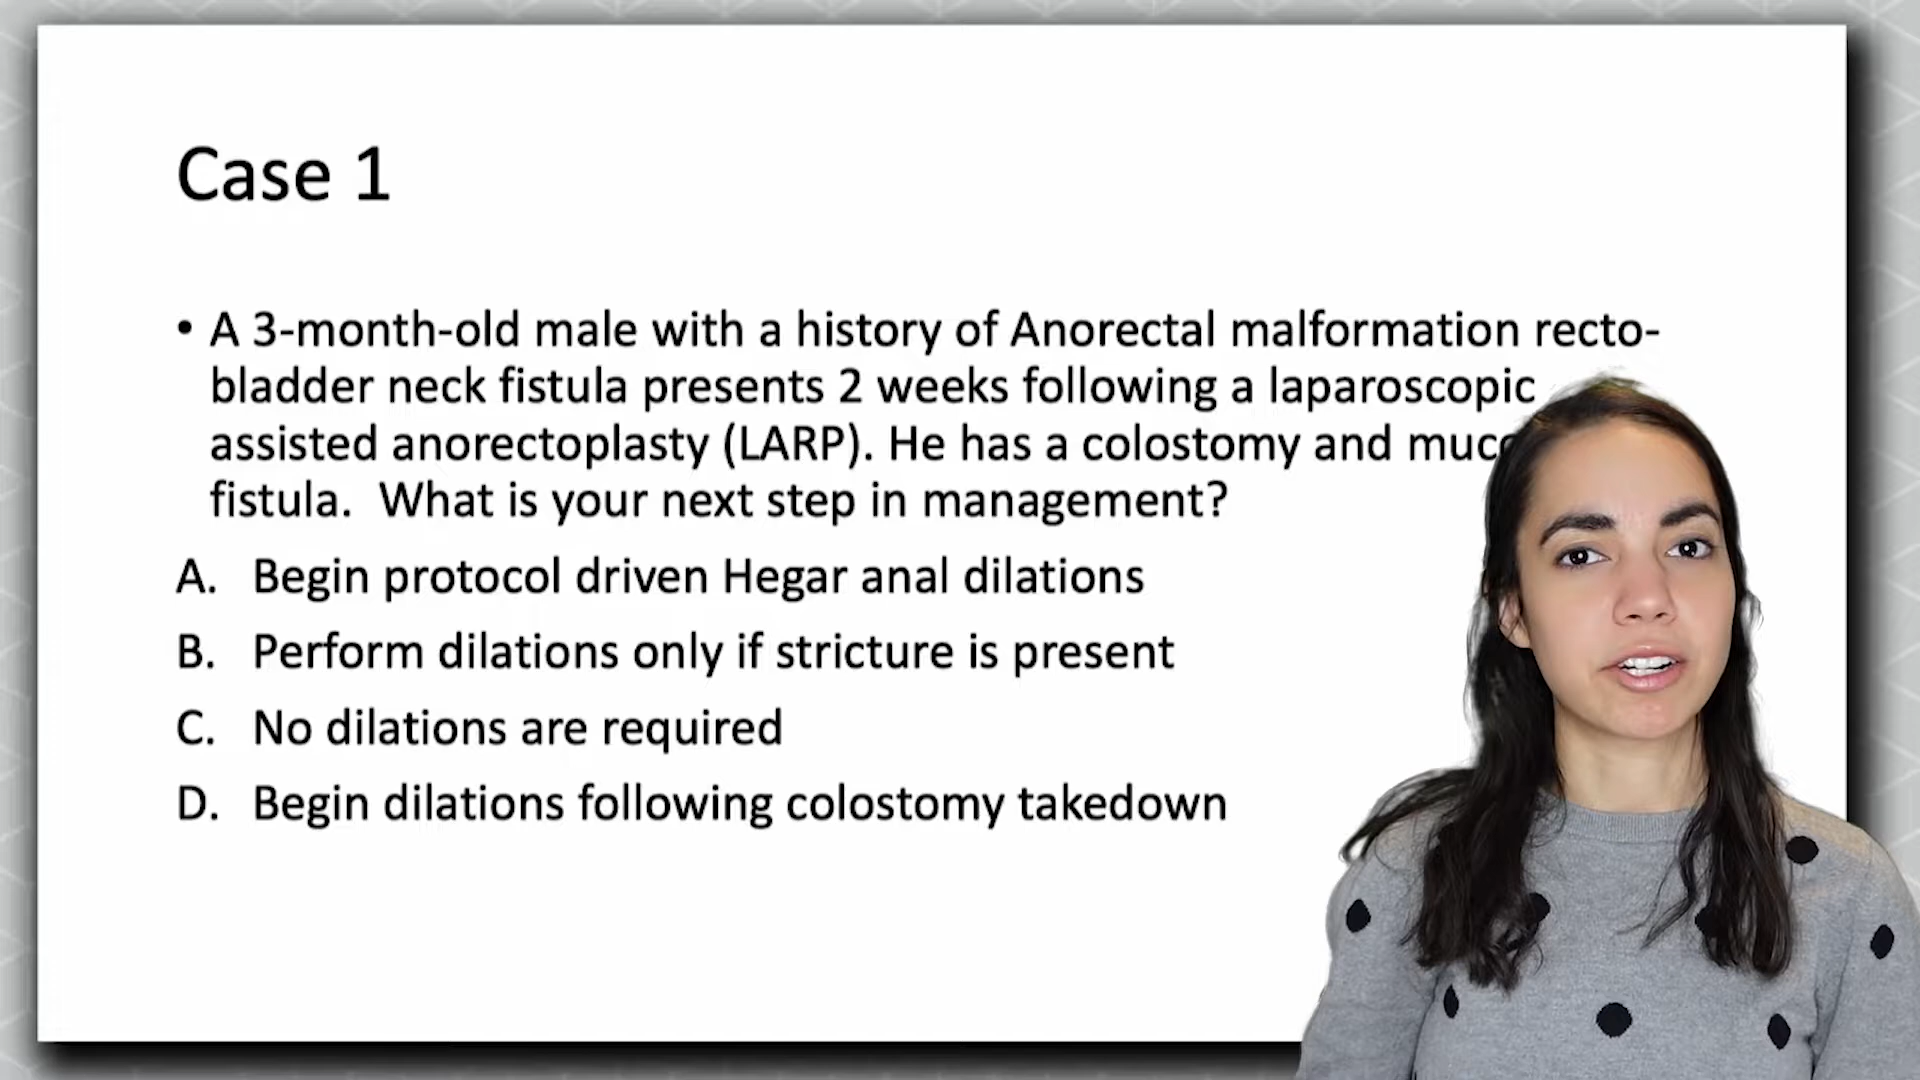 Case 1
• A 3-month-old male with a history of Anorectal malformation recto-
bladder neck fistula presents 2 weeks following a laparoscopic
assisted anorectoplasty (LARP). He has a colostomy and
fistula. What is your next step in management?
A. Begin protocol driven Hegar anal dilations
B. Perform dilations only if stricture is present
C. No dilations are required
D. Begin dilations following colostomy takedown